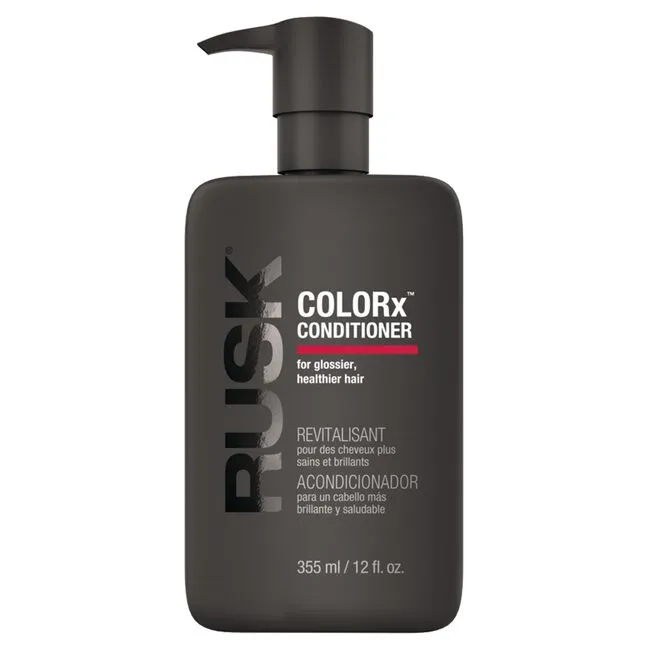 RUSK®
COLORx™
CONDITIONER
for glossier,
healthier hair
REVITALISANT
pour des cheveux plus
sains et brillants
ACONDICIONADOR
para un cabello más
brillante y saludable
355 ml / 12 fl. oz.